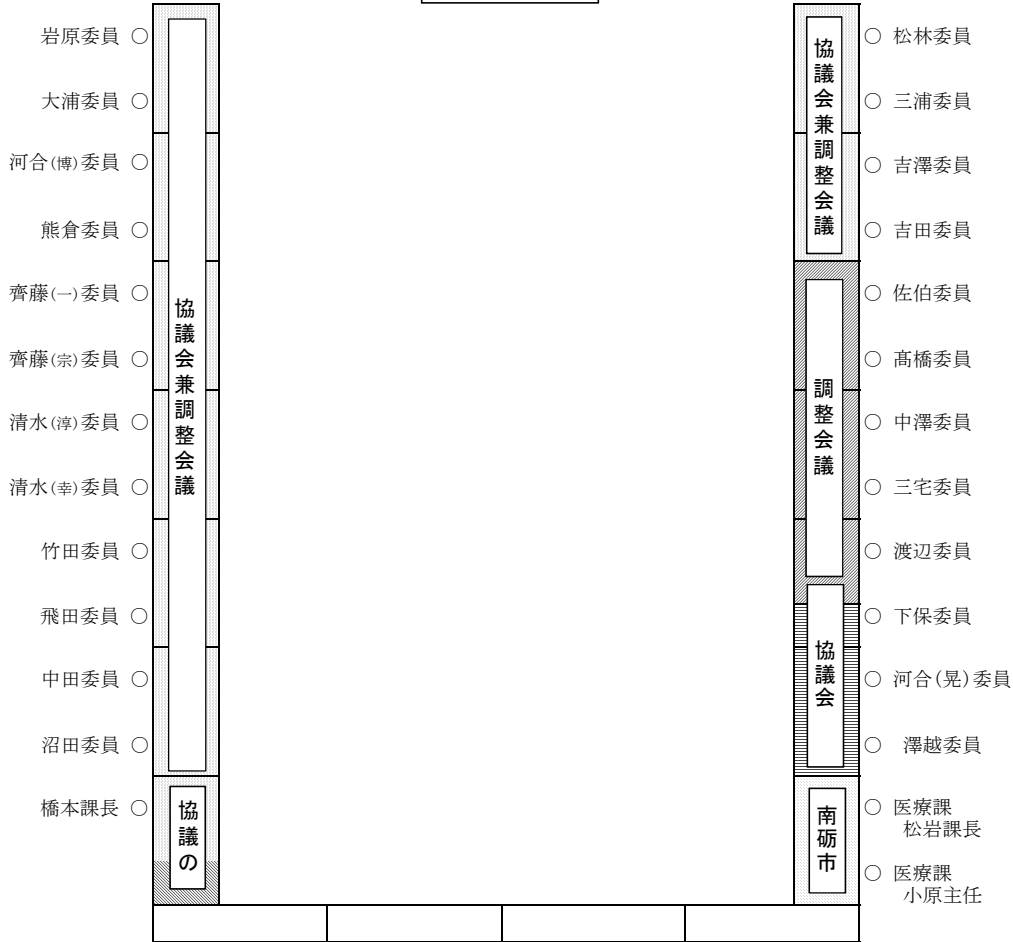 岩原委員 ○
大浦委員 ○
河合(博)委員 ○
熊倉委員 ○
齊藤(一)委員 ○
齊藤(宗)委員 ○
清水(淳)委員 ○
清水(幸)委員 ○
竹田委員 ○
飛田委員 ○
中田委員 ○
沼田委員 ○
橋本課長 ○
協議会兼調整会議
協議の
協議会兼調整会議
調整会議
協議会
南砺市
○ 松林委員
○ 三浦委員
○ 吉澤委員
○ 吉田委員
○ 佐伯委員
○ 髙橋委員
○ 中澤委員
○ 三宅委員
○ 渡辺委員
○ 下保委員
○ 河合(晃)委員
○ 澤越委員
○ 医療課
松岩課長
○ 医療課
小原主任